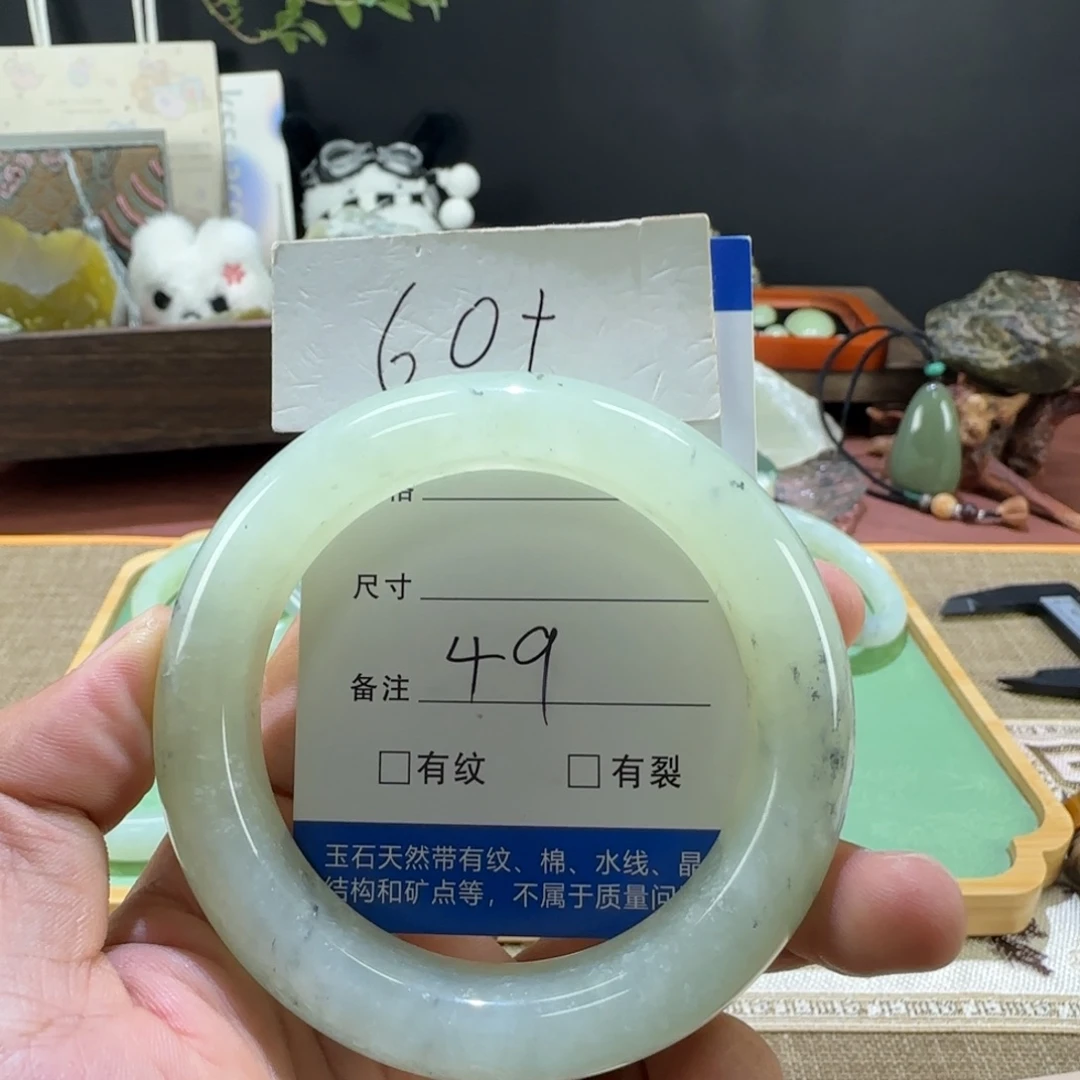 60+
尺寸
49
备注
□有纹 □有裂
玉石天然带有纹、棉、水线、晶
结构和矿点等，不属于质量问